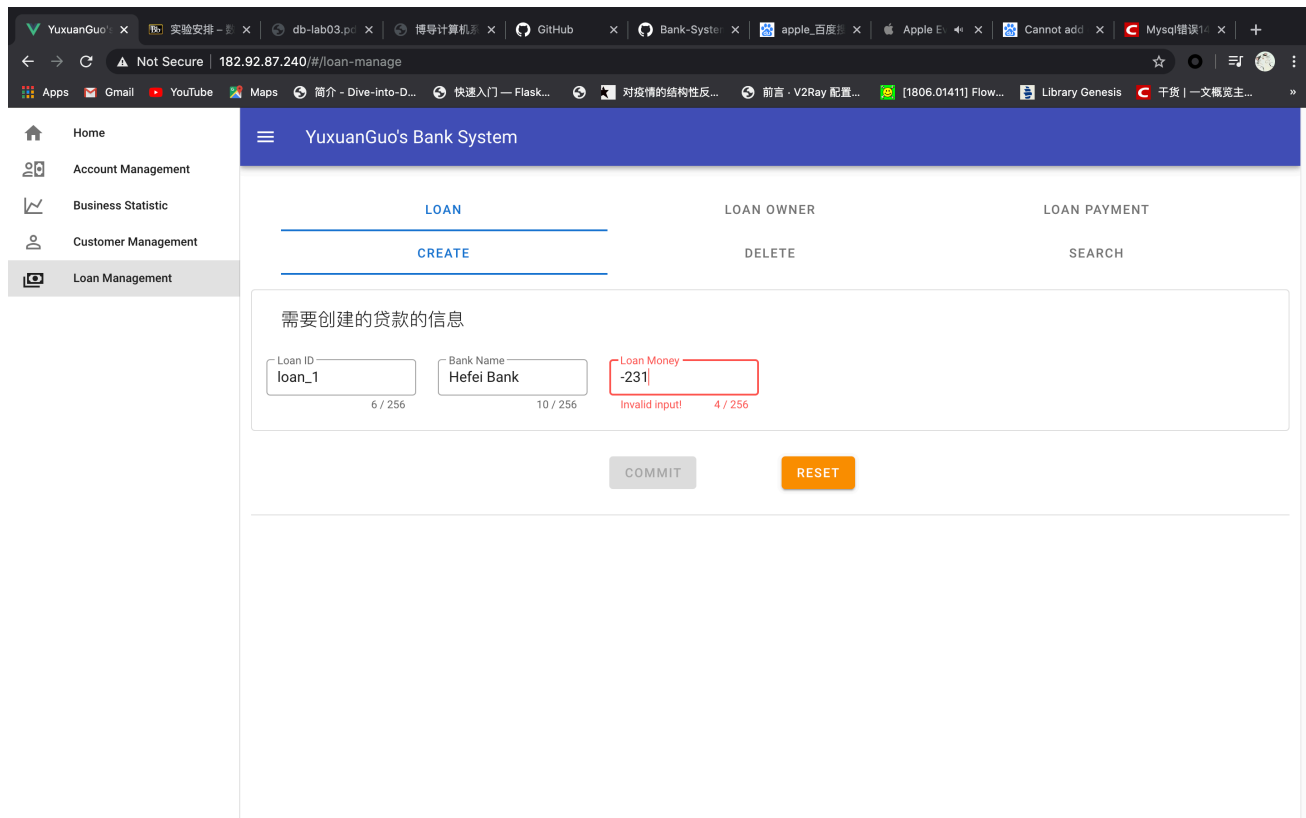 YuxuanGuo's
实验安排 – 数
db-lab03.pd
博导计算机系
GitHub
Bank-System
apple_百度搜
Apple Ev
Cannot add
Mysql错误14
Not Secure
182.92.87.240/#/loan-manage
Apps
Gmail
YouTube
Maps
简介 - Dive-into-D...
快速入门 — Flask...
对疫情的结构性反...
前言 · V2Ray 配置...
[1806.01411] Flow...
Library Genesis
干货 | 一文概览主...
»
Home
Account Management
Business Statistic
Customer Management
Loan Management
YuxuanGuo's Bank System
LOAN
LOAN OWNER
LOAN PAYMENT
CREATE
DELETE
SEARCH
需要创建的贷款的信息
Loan ID
loan_1
6 / 256
Bank Name
Hefei Bank
10 / 256
Loan Money
-231
Invalid input!
4 / 256
COMMIT
RESET